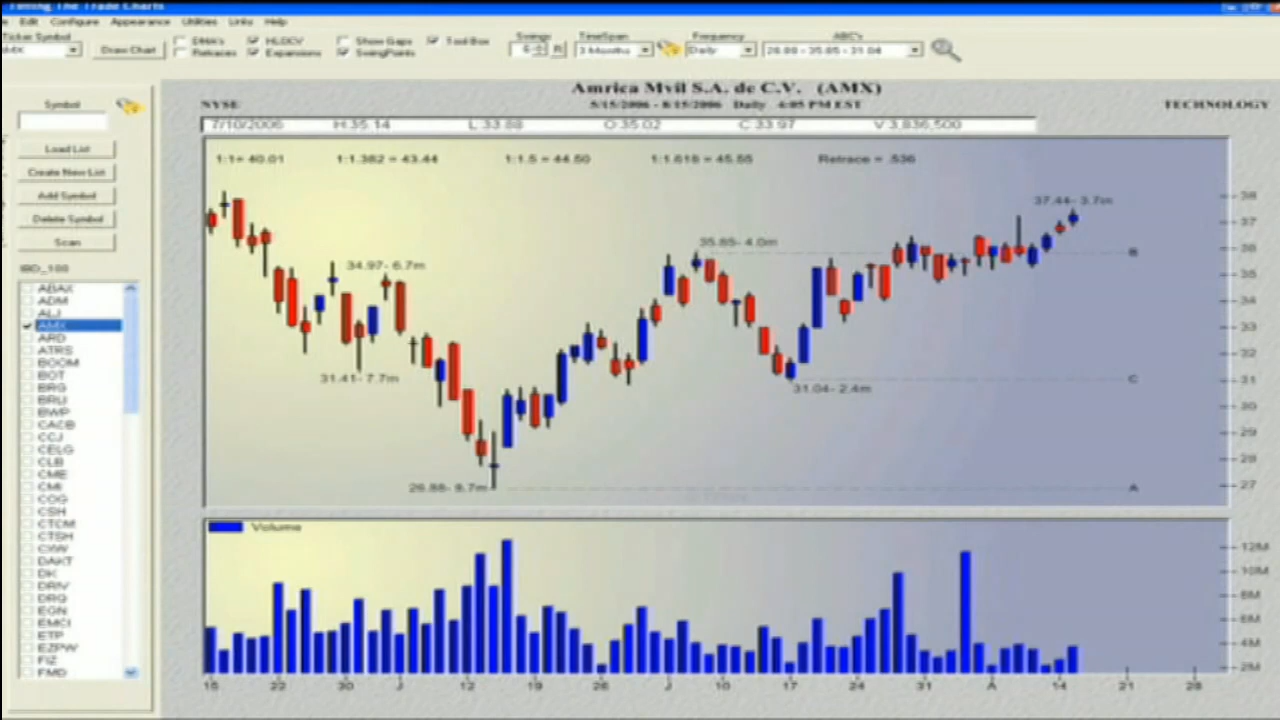 Timing The Trade Charts
Edit Configure Appearance Utilities Links Help
Ticker Symbol
AMX
Draw Chart
DMA's
Retraces
HLOCV
Expansions
Show Gaps
SwingPoints
Tool Box
Swings
6
R
TimeSpan
3 Months
Frequency
Daily
ABC's
26.88 - 35.85 - 31.04
Symbol
Load List
Create New List
Add Symbol
Delete Symbol
Scan
IBD_100
ABAX
ADM
ALJ
AMX
ARD
ATRS
BOOM
BOT
BRG
BRU
BWP
CACB
CCJ
CELG
CLB
CME
CMI
COG
CSH
CTCM
CTSH
CXW
DAKT
DK
DRIV
DRQ
EGN
EMCI
ETP
EZPW
FIZ
FMD
Amrica Mvil S.A. de C.V. (AMX)
NYSE
5/15/2006 - 8/15/2006 Daily 4:05 PM EST
TECHNOLOGY
7/10/2006 H:35.14 L:33.88 O:35.02 C:33.97 V:3,836,500
1:1= 40.01 1:1.382 = 43.44 1:1.5 = 44.50 1:1.618 = 45.55 Retrace = .536
37.44- 3.7m
35.85- 4.0m
B
34.97- 6.7m
31.41- 7.7m
C
31.04- 2.4m
26.88- 8.7m
A
38
37
36
35
34
33
32
31
30
29
28
27
Volume
12M
10M
8M
6M
4M
2M
15 22 30 J 12 19 26 J 10 17 24 31 A 14 21 28